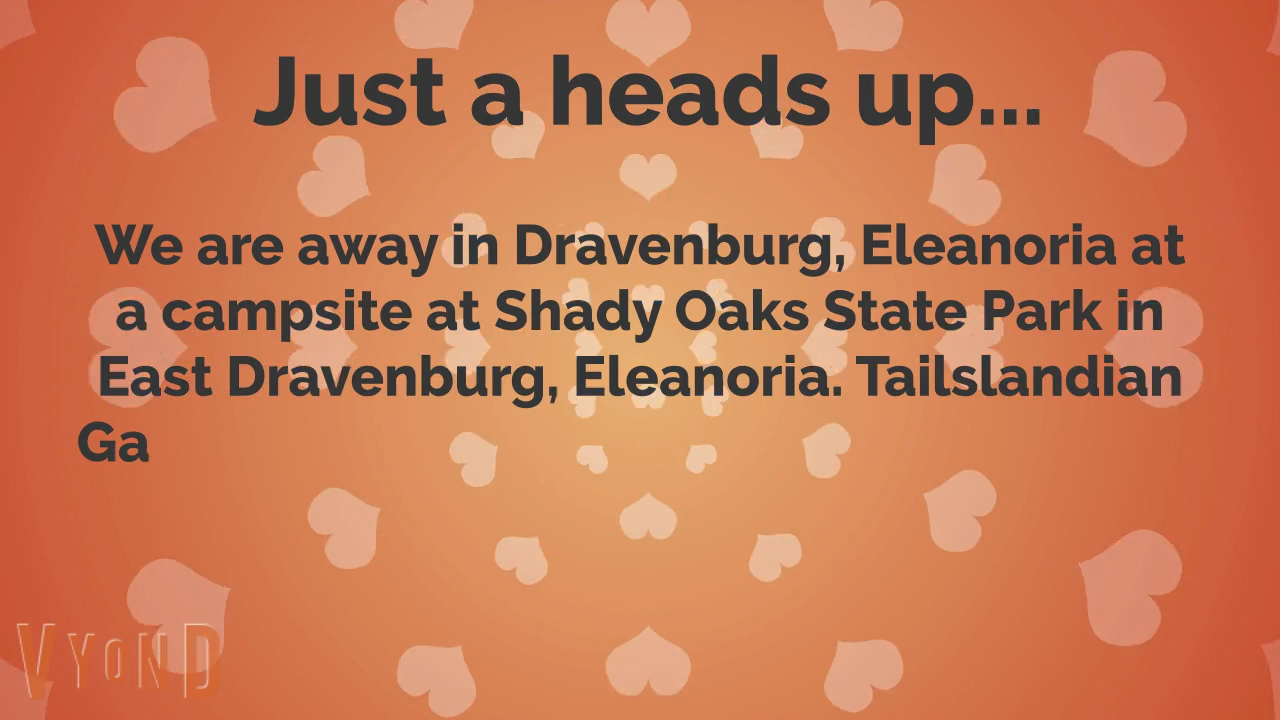 Just a heads up...
We are away in Dravenburg, Eleanoria at
a campsite at Shady Oaks State Park in
East Dravenburg, Eleanoria. Tailslandian
Ga
VYOND